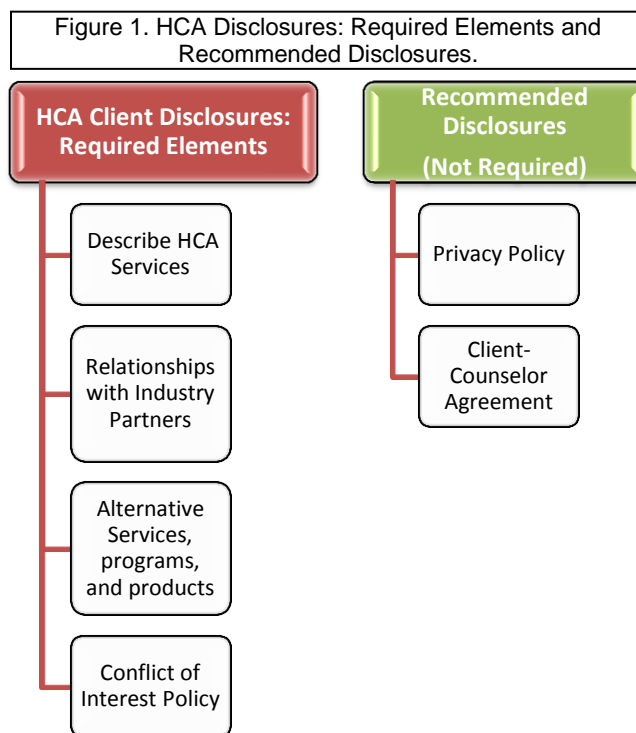 Figure 1. HCA Disclosures: Required Elements and
Recommended Disclosures.
HCA Client Disclosures:
Required Elements
Describe HCA
Services
Relationships
with Industry
Partners
Alternative
Services,
programs,
and products
Conflict of
Interest Policy
Recommended
Disclosures
(Not Required)
Privacy Policy
Client-
Counselor
Agreement